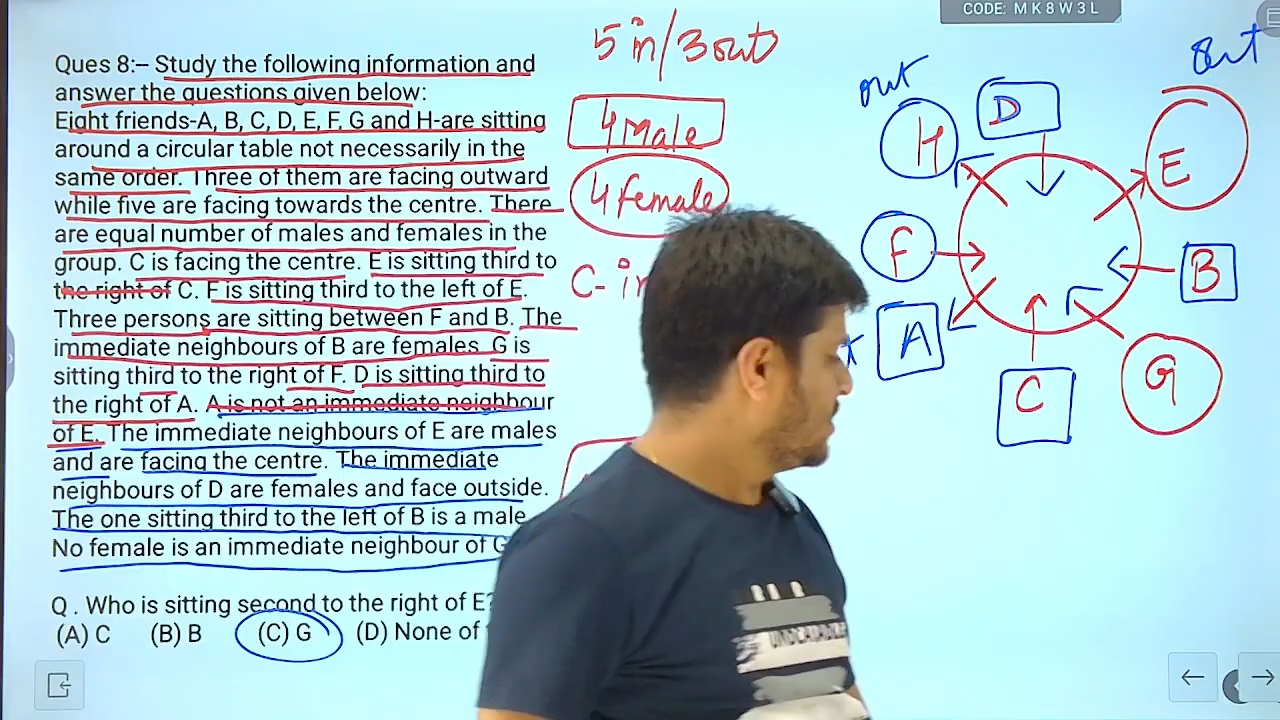 CODE: MK8W3L
Ques 8:– Study the following information and
answer the questions given below:
Eight friends-A, B, C, D, E, F, G and H-are sitting
around a circular table not necessarily in the
same order. Three of them are facing outward
while five are facing towards the centre. There
are equal number of males and females in the
group. C is facing the centre. E is sitting third to
the right of C. F is sitting third to the left of E.
Three persons are sitting between F and B. The
immediate neighbours of B are females. G is
sitting third to the right of F. D is sitting third to
the right of A. A is not an immediate neighbour
of E. The immediate neighbours of E are males
and are facing the centre. The immediate
neighbours of D are females and face outside.
The one sitting third to the left of B is a male.
No female is an immediate neighbour of G
Q . Who is sitting second to the right of E?
(A) C (B) B (C) G (D) None of
5 in/3 out
4 Male
4 Female
C- in
out
out
H
D
E
F
B
A
C
G